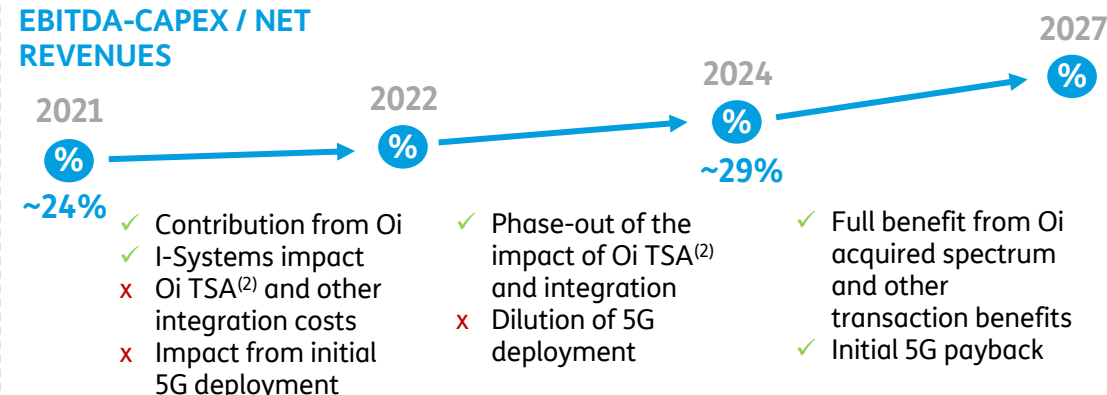 EBITDA-CAPEX / NET
REVENUES
2021
%
~24%
2022
%
2024
%
~29%
2027
%
✓ Contribution from Oi
✓ I-Systems impact
x Oi TSA(2) and other
integration costs
x Impact from initial
5G deployment
✓ Phase-out of the
impact of Oi TSA(2)
and integration
x Dilution of 5G
deployment
✓ Full benefit from Oi
acquired spectrum
and other
transaction benefits
✓ Initial 5G payback